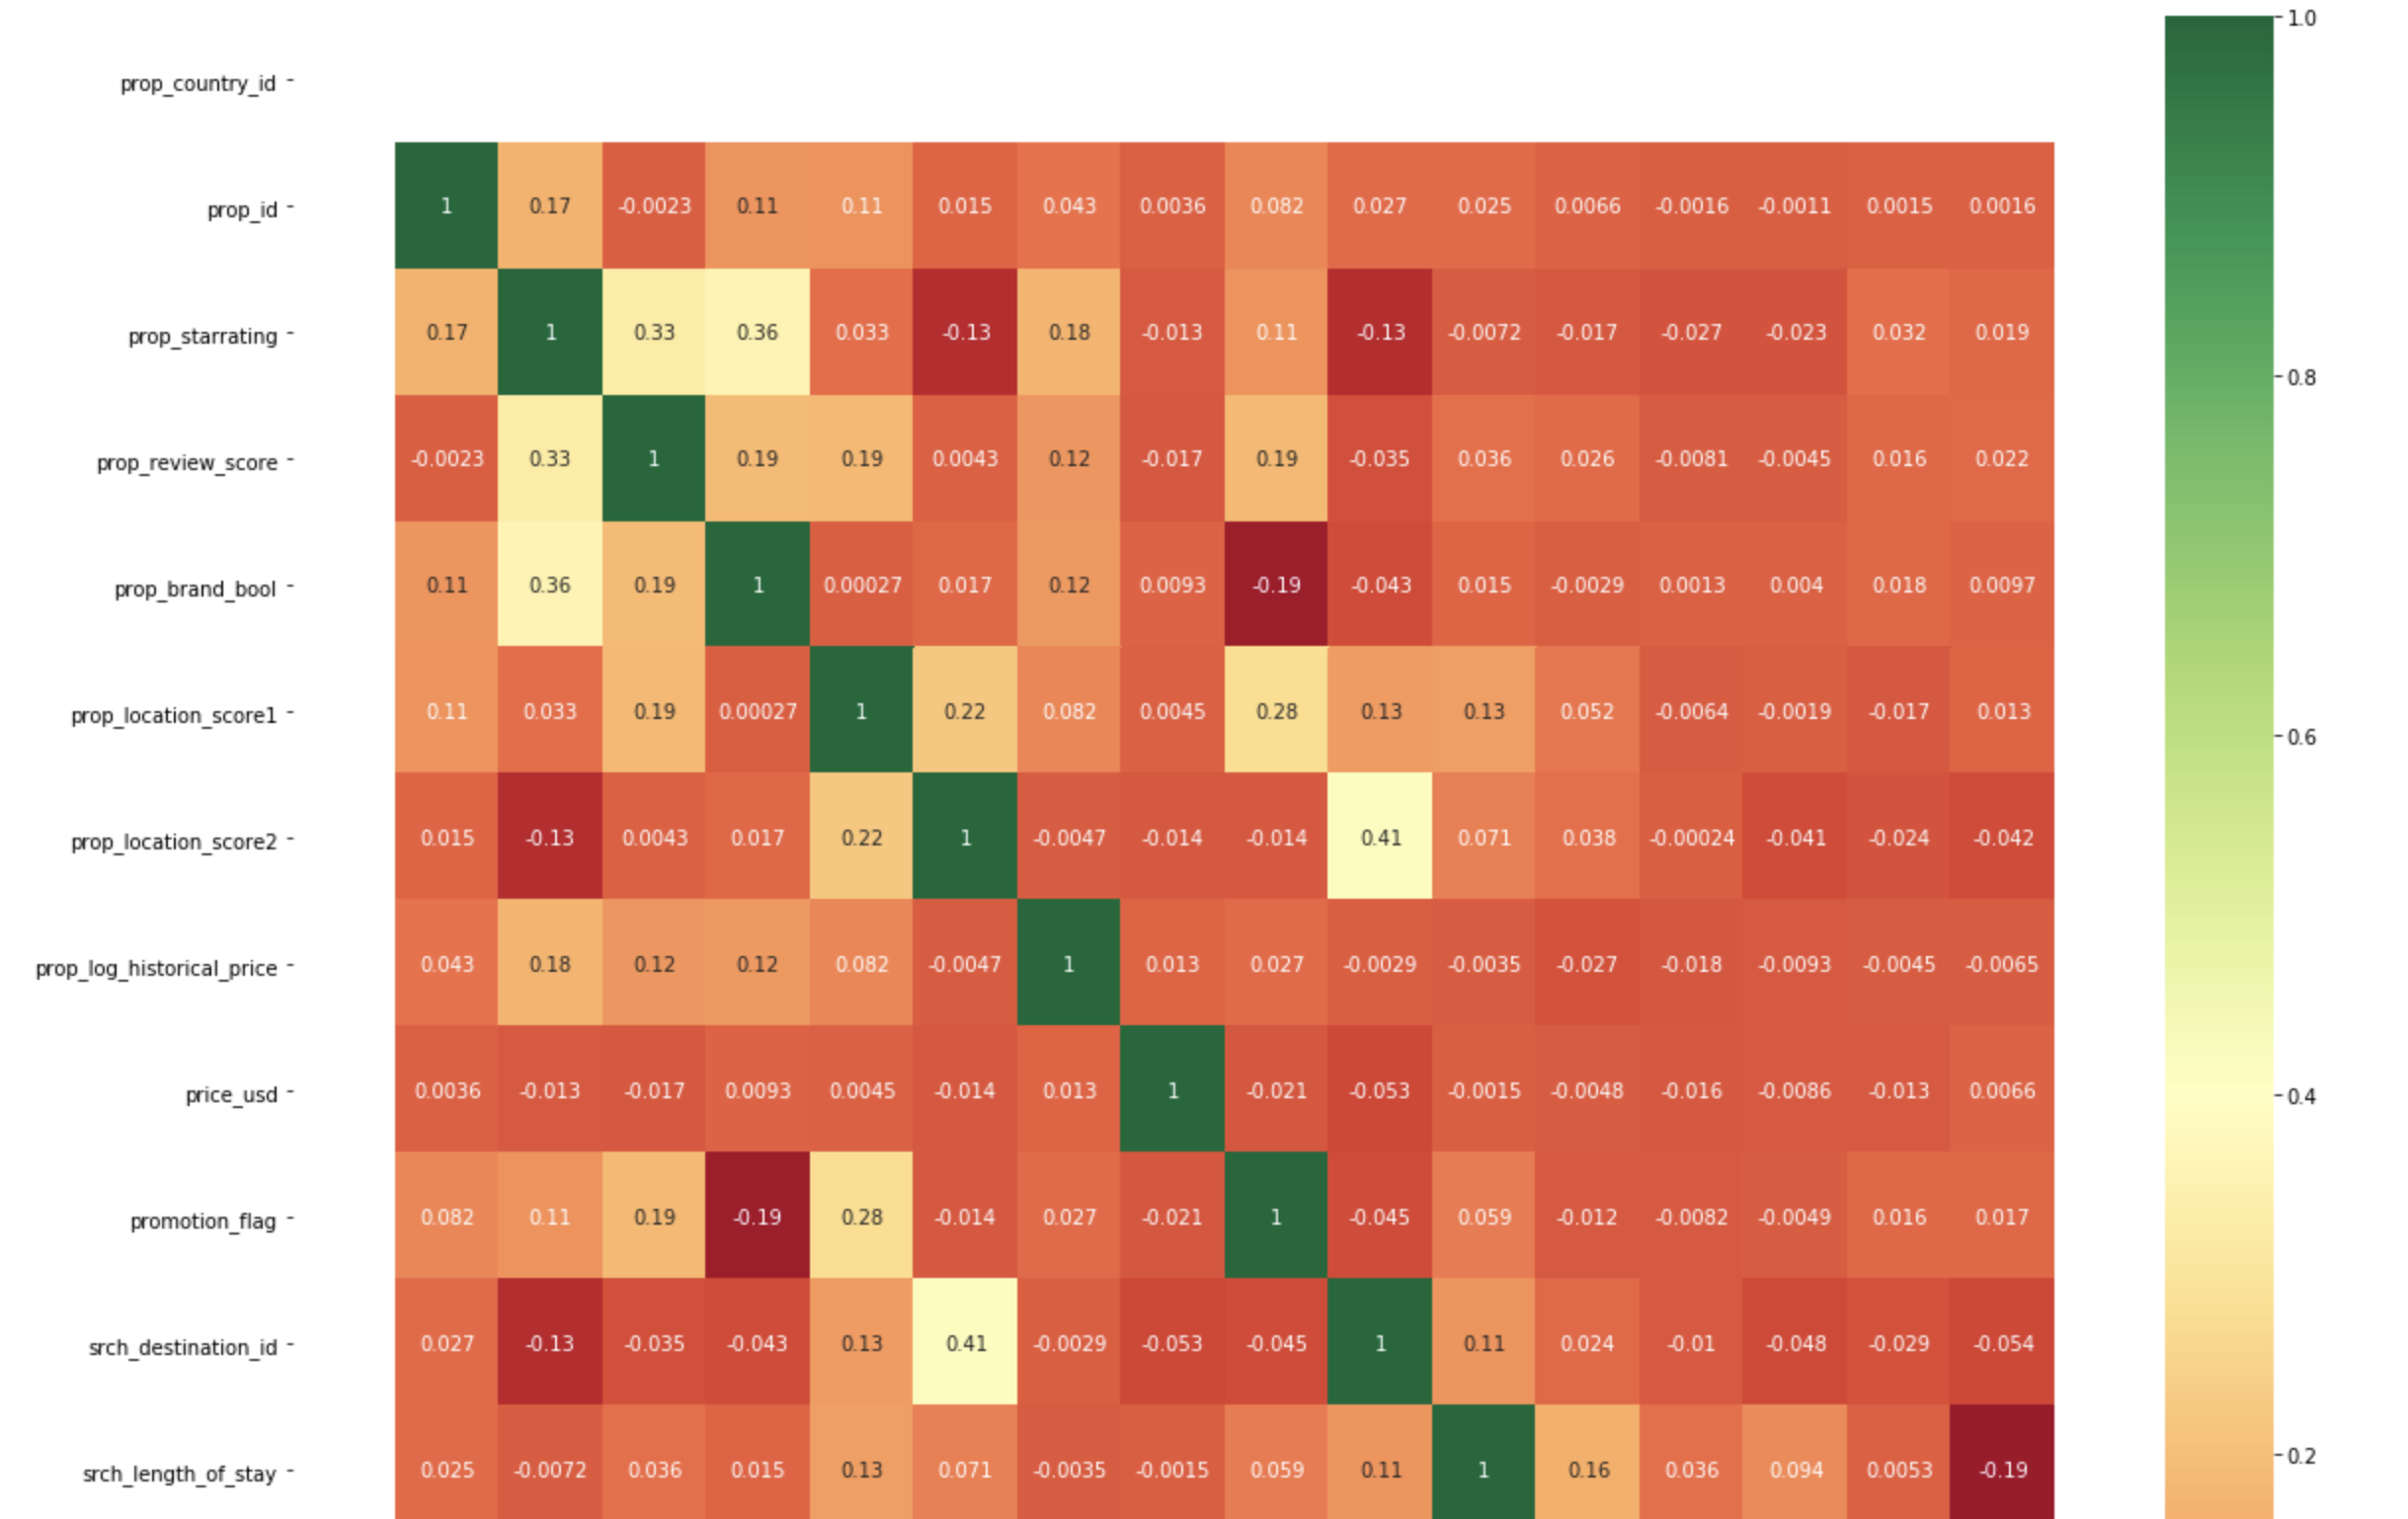 1.0
prop_country_id
prop_id 1 0.17 -0.0023 0.11 0.11 0.015 0.043 0.0036 0.082 0.027 0.025 0.0066 -0.0016 -0.0011 0.0015 0.0016
prop_starrating 0.17 1 0.33 0.36 0.033 -0.13 0.18 -0.013 0.11 -0.13 -0.0072 -0.017 -0.027 -0.023 0.032 0.019
0.8
prop_review_score -0.0023 0.33 1 0.19 0.19 0.0043 0.12 -0.017 0.19 -0.035 0.036 0.026 -0.0081 -0.0045 0.016 0.022
prop_brand_bool 0.11 0.36 0.19 1 0.00027 0.017 0.12 0.0093 -0.19 -0.043 0.015 -0.0029 0.0013 0.004 0.018 0.0097
prop_location_score1 0.11 0.033 0.19 0.00027 1 0.22 0.082 0.0045 0.28 0.13 0.13 0.052 -0.0064 -0.0019 -0.017 0.013
0.6
prop_location_score2 0.015 -0.13 0.0043 0.017 0.22 1 -0.0047 -0.014 -0.014 0.41 0.071 0.038 -0.00024 -0.041 -0.024 -0.042
prop_log_historical_price 0.043 0.18 0.12 0.12 0.082 -0.0047 1 0.013 0.027 -0.0029 -0.0035 -0.027 -0.018 -0.0093 -0.0045 -0.0065
price_usd 0.0036 -0.013 -0.017 0.0093 0.0045 -0.014 0.013 1 -0.021 -0.053 -0.0015 -0.0048 -0.016 -0.0086 -0.013 0.0066
0.4
promotion_flag 0.082 0.11 0.19 -0.19 0.28 -0.014 0.027 -0.021 1 -0.045 0.059 -0.012 -0.0082 -0.0049 0.016 0.017
srch_destination_id 0.027 -0.13 -0.035 -0.043 0.13 0.41 -0.0029 -0.053 -0.045 1 0.11 0.024 -0.01 -0.048 -0.029 -0.054
srch_length_of_stay 0.025 -0.0072 0.036 0.015 0.13 0.071 -0.0035 -0.0015 0.059 0.11 1 0.16 0.036 0.094 0.0053 -0.19
0.2